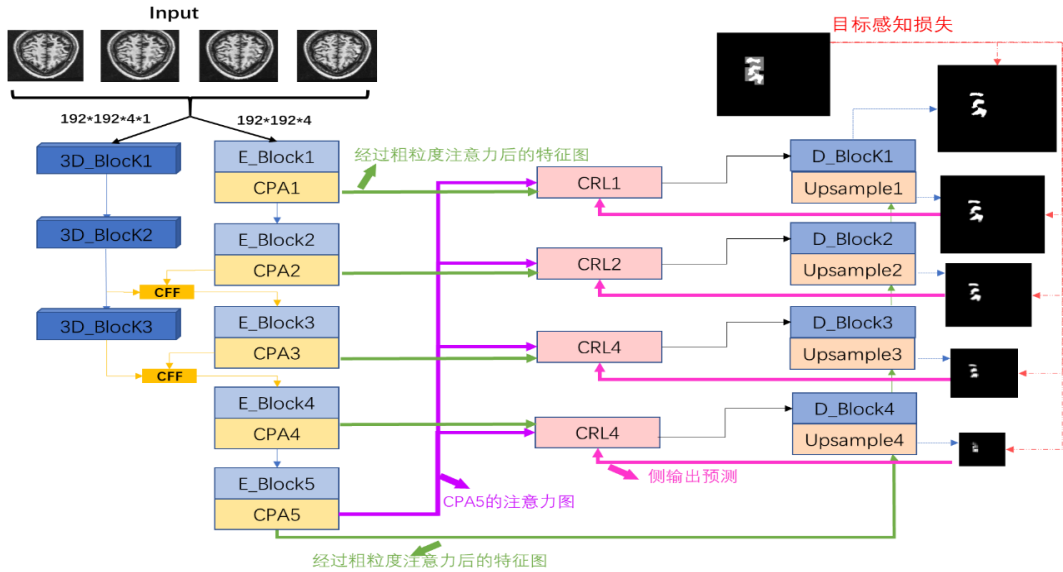 Input
目标感知损失
192*192*4*1
192*192*4
3D_BlocK1
E_Block1
CPA1
经过粗粒度注意力后的特征图
CRL1
D_BlocK1
Upsample1
3D_BlocK2
E_Block2
CPA2
CRL2
D_Block2
Upsample2
CFF
3D_BlocK3
E_Block3
CPA3
CRL4
D_Block3
Upsample3
CFF
E_Block4
CPA4
CRL4
D_Block4
Upsample4
E_Block5
CPA5
CPA5的注意力图
侧输出预测
经过粗粒度注意力后的特征图